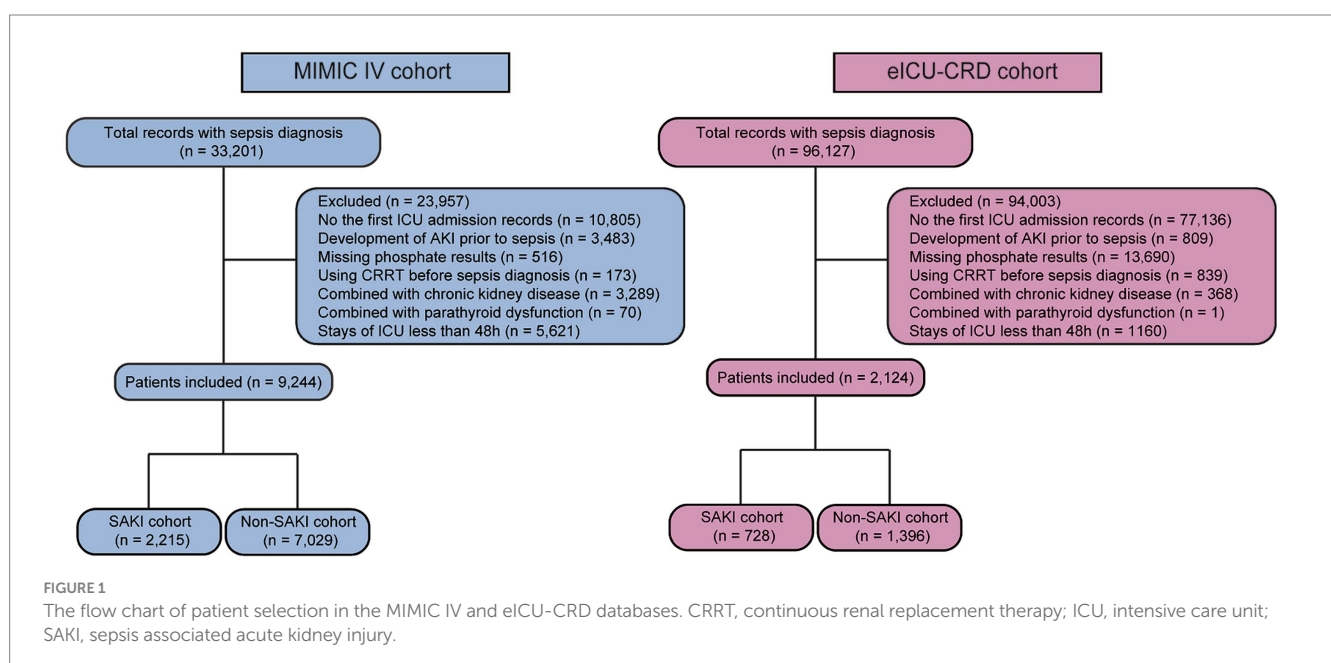 MIMIC IV cohort
Total records with sepsis diagnosis
(n = 33,201)
Excluded (n = 23,957)
No the first ICU admission records (n = 10,805)
Development of AKI prior to sepsis (n = 3,483)
Missing phosphate results (n = 516)
Using CRRT before sepsis diagnosis (n = 173)
Combined with chronic kidney disease (n = 3,289)
Combined with parathyroid dysfunction (n = 70)
Stays of ICU less than 48h (n = 5,621)
Patients included (n = 9,244)
SAKI cohort
(n = 2,215)
Non-SAKI cohort
(n = 7,029)
eICU-CRD cohort
Total records with sepsis diagnosis
(n = 96,127)
Excluded (n = 94,003)
No the first ICU admission records (n = 77,136)
Development of AKI prior to sepsis (n = 809)
Missing phosphate results (n = 13,690)
Using CRRT before sepsis diagnosis (n = 839)
Combined with chronic kidney disease (n = 368)
Combined with parathyroid dysfunction (n = 1)
Stays of ICU less than 48h (n = 1160)
Patients included (n = 2,124)
SAKI cohort
(n = 728)
Non-SAKI cohort
(n = 1,396)
FIGURE 1
The flow chart of patient selection in the MIMIC IV and eICU-CRD databases. CRRT, continuous renal replacement therapy; ICU, intensive care unit;
SAKI, sepsis associated acute kidney injury.